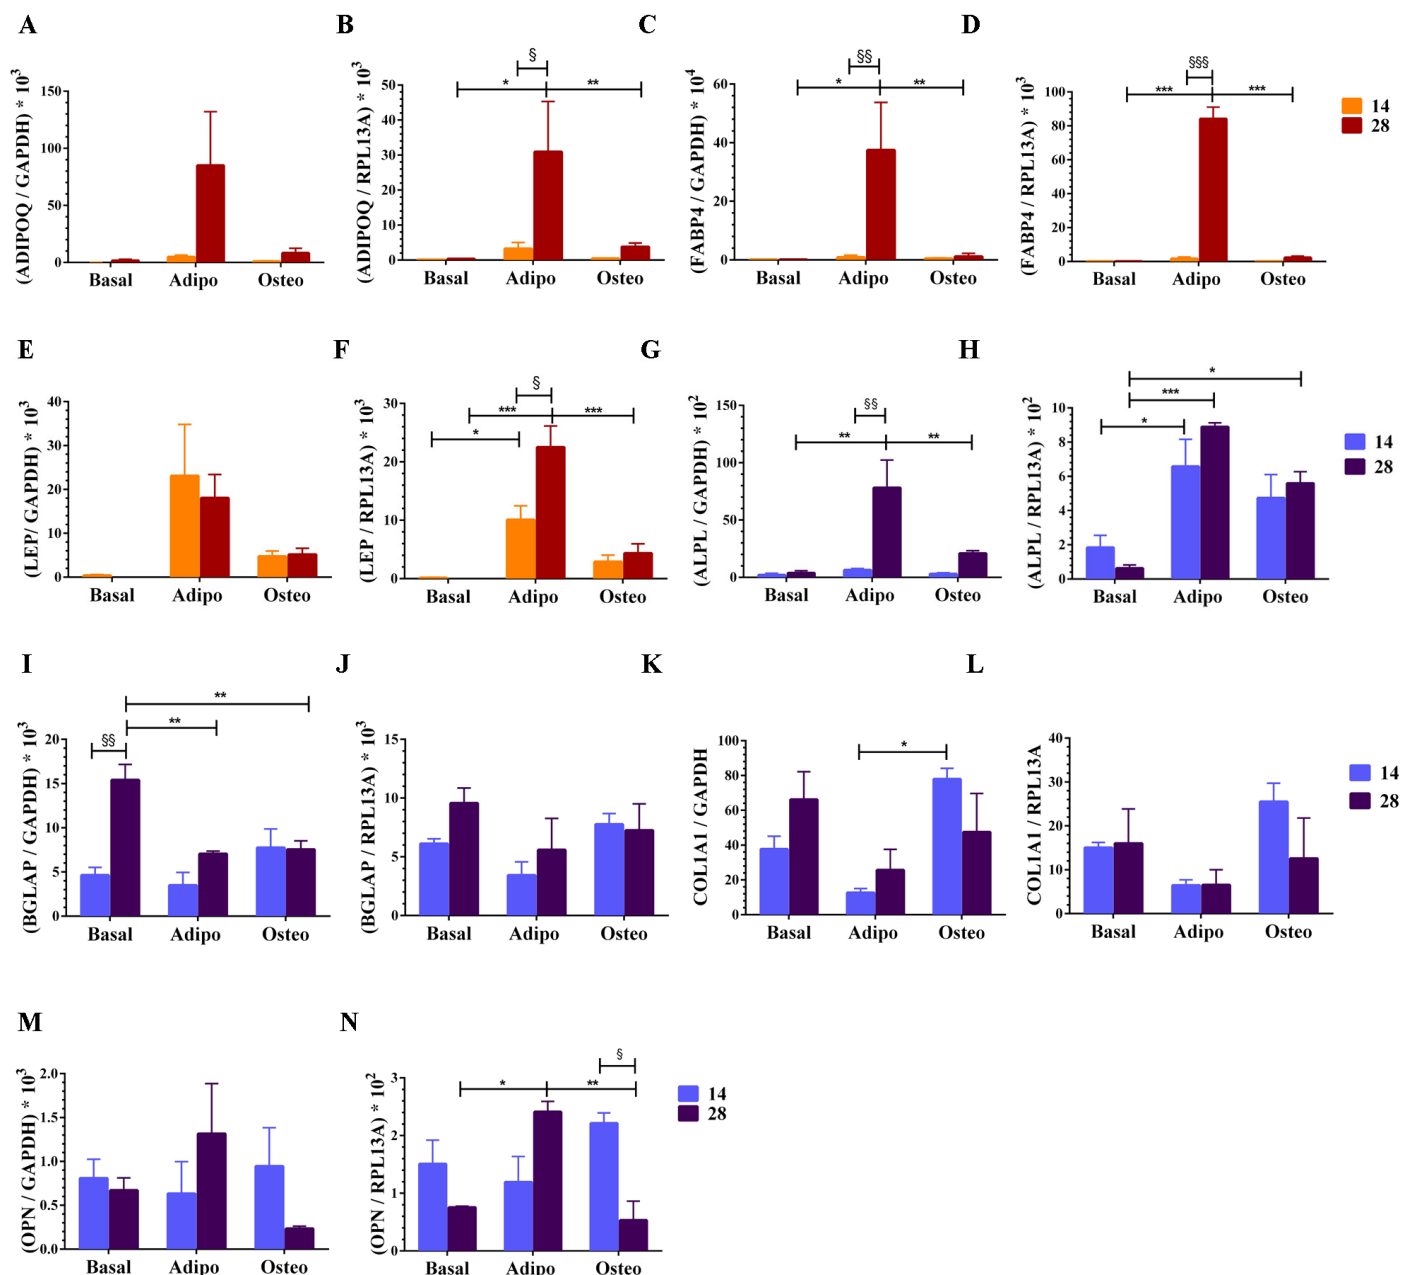 A
B
C
D
(ADIPOQ / GAPDH) * 10³
150
100
50
0
Basal Adipo Osteo
(ADIPOQ / RPL13A) * 10³
50
40
30
20
10
0
* § **
Basal Adipo Osteo
(FABP4 / GAPDH) * 10⁴
60
40
20
0
* §§ **
Basal Adipo Osteo
(FABP4 / RPL13A) * 10³
100
80
60
40
20
0
*** §§§ ***
Basal Adipo Osteo
14
28
E
F
G
H
(LEP/ GAPDH) * 10³
40
30
20
10
0
Basal Adipo Osteo
(LEP / RPL13A) * 10³
30
20
10
0
§
*** ***
*
Basal Adipo Osteo
(ALPL / GAPDH) * 10²
150
100
50
0
§§
** **
Basal Adipo Osteo
(ALPL / RPL13A) * 10²
10
8
6
4
2
0
*
***
*
Basal Adipo Osteo
14
28
I
J
K
L
(BGLAP / GAPDH) * 10³
20
15
10
5
0
**
**
§§
Basal Adipo Osteo
(BGLAP / RPL13A) * 10³
15
10
5
0
Basal Adipo Osteo
COL1A1 / GAPDH
100
80
60
40
20
0
*
Basal Adipo Osteo
COL1A1 / RPL13A
40
30
20
10
0
Basal Adipo Osteo
14
28
M
N
(OPN / GAPDH) * 10³
2.0
1.5
1.0
0.5
0.0
Basal Adipo Osteo
(OPN / RPL13A) * 10²
3
2
1
0
§
* **
Basal Adipo Osteo
14
28